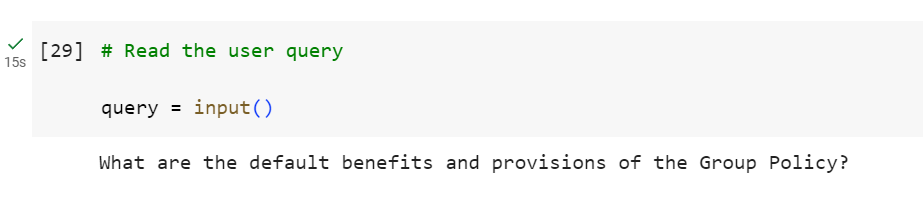 [29] # Read the user query
15s
query = input()
What are the default benefits and provisions of the Group Policy?